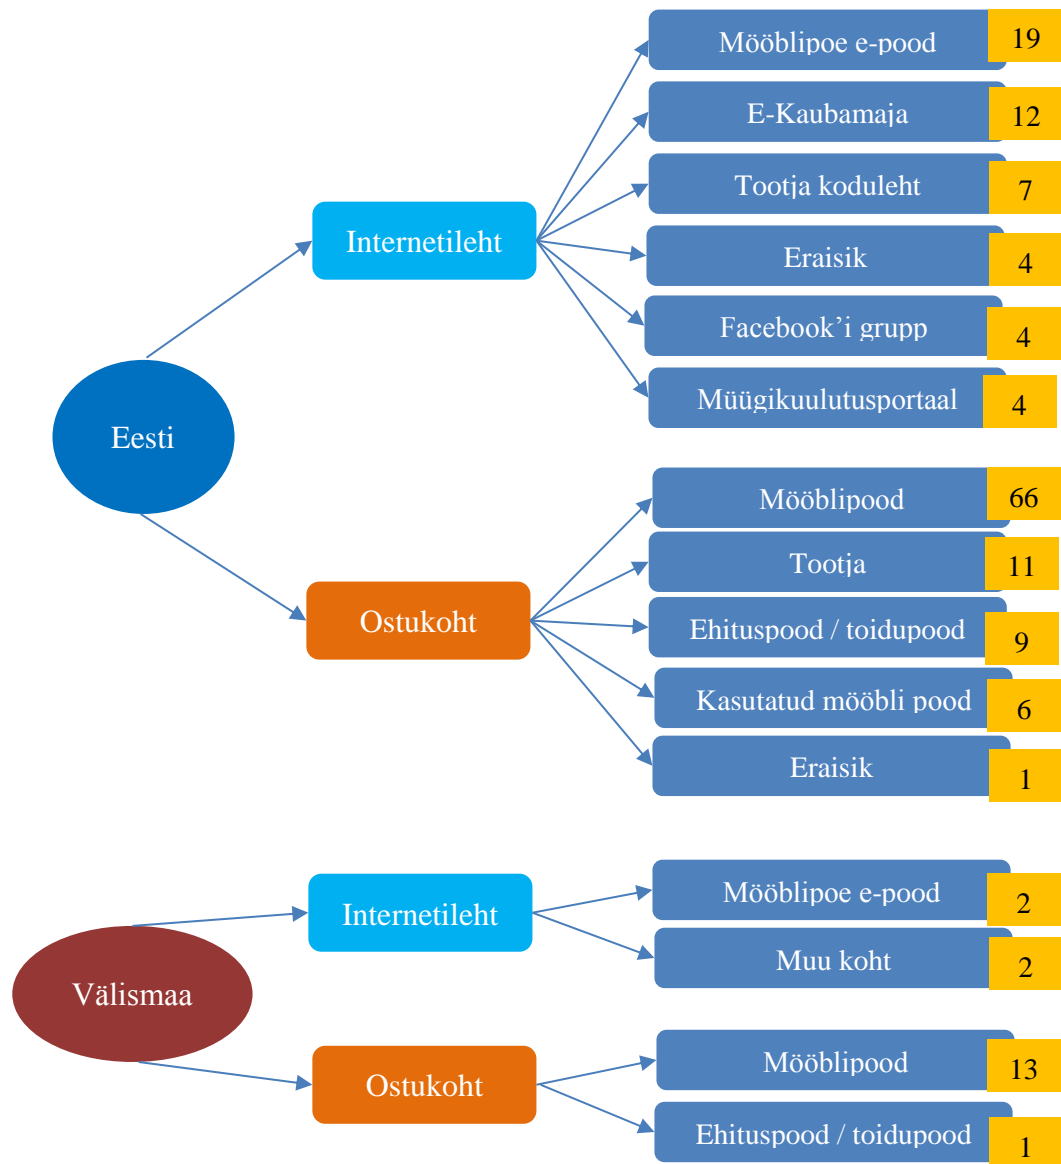 Mööblipoe e-pood 19
E-Kaubamaja 12
Tootja koduleht 7
Internetileht
Eraisik 4
Facebook’i grupp 4
Müügikuulutusportaal 4
Eesti
Mööblipood 66
Tootja 11
Ostukoht
Ehituspood / toidupood 9
Kasutatud mööbli pood 6
Eraisik 1
Mööblipoe e-pood 2
Internetileht
Muu koht 2
Välismaa
Mööblipood 13
Ostukoht
Ehituspood / toidupood 1